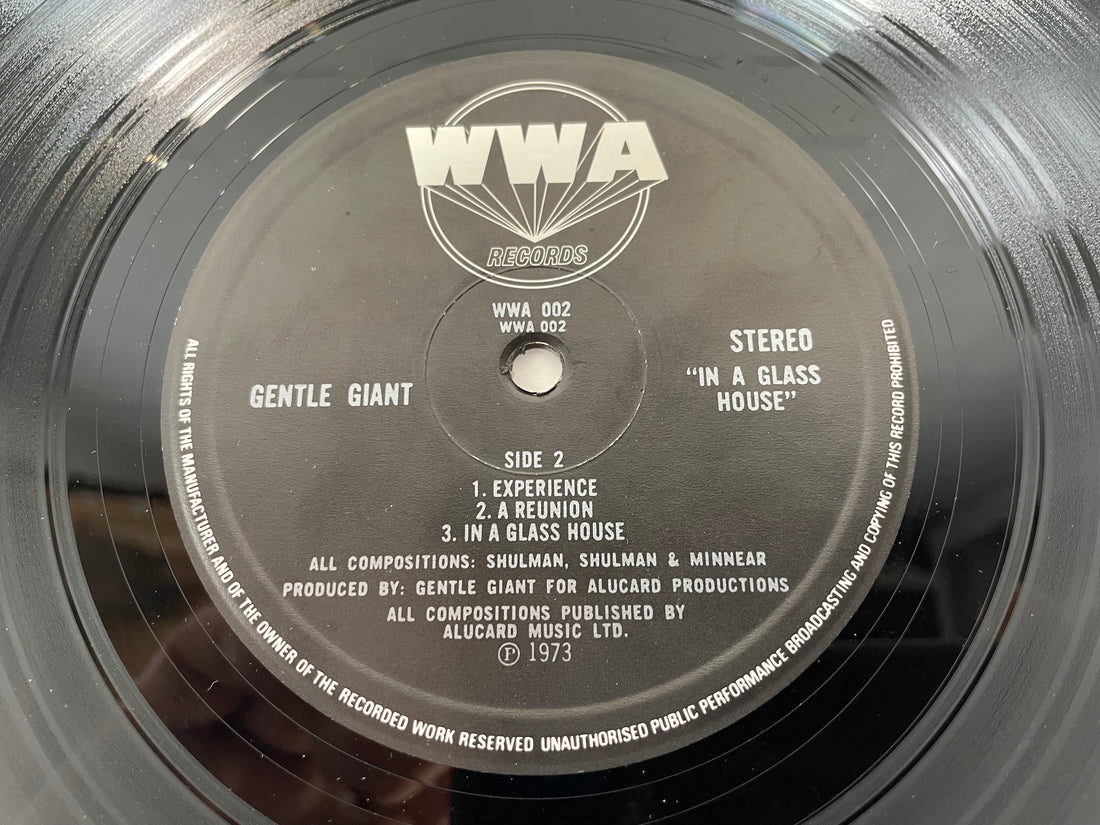 WWA
RECORDS
WWA 002
WWA 002
STEREO
GENTLE GIANT
"IN A GLASS
HOUSE"
SIDE 2
1. EXPERIENCE
2. A REUNION
3. IN A GLASS HOUSE
ALL COMPOSITIONS: SHULMAN, SHULMAN & MINNEAR
PRODUCED BY: GENTLE GIANT FOR ALUCARD PRODUCTIONS
ALL COMPOSITIONS PUBLISHED BY
ALUCARD MUSIC LTD.
Ⓟ 1973
ALL RIGHTS OF THE MANUFACTURER AND OF THE OWNER OF THE RECORDED WORK RESERVED UNAUTHORISED PUBLIC PERFORMANCE BROADCASTING AND COPYING OF THIS RECORD PROHIBITED